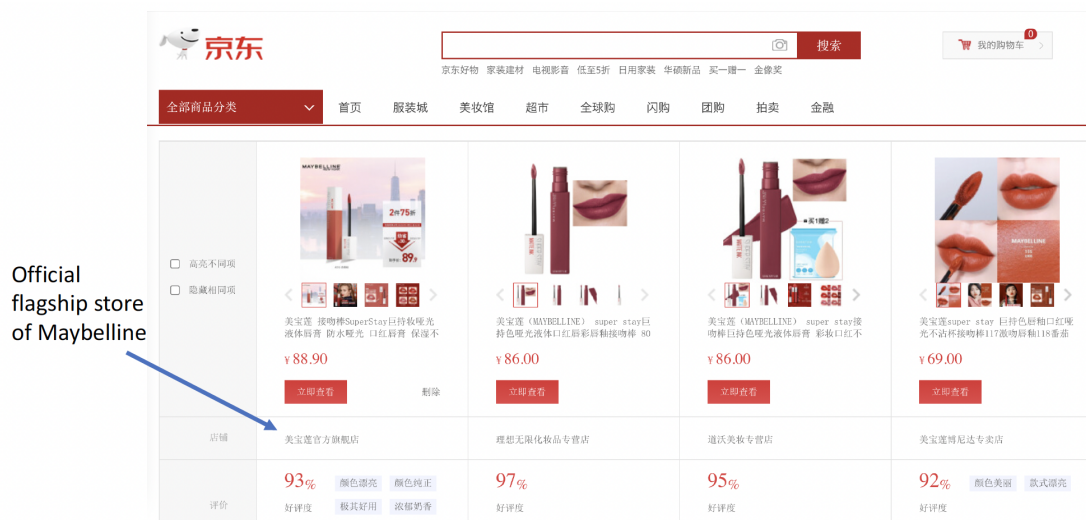 京东
搜索
0
我的购物车
京东好物 家装建材 电视影音 低至5折 日用家装 华硕新品 买一赠一 金像奖
全部商品分类
首页 服装城 美妆馆 超市 全球购 闪购 团购 拍卖 金融
MAYBELLINE
2件75折
89.9
买1赠2
MAYBELLINE
Official
flagship store
of Maybelline
高亮不同项
隐藏相同项
美宝莲 接吻棒SuperStay巨持妆哑光
液体唇膏 防水哑光 口红唇膏 保湿不
¥ 88.90
立即查看 删除
美宝莲（MAYBELLINE） super stay巨
持色哑光液体口红唇彩唇釉接吻棒 80
¥ 86.00
立即查看
美宝莲（MAYBELLINE） super stay接
吻棒巨持色哑光液体唇膏 彩妆口红不
¥ 86.00
立即查看
美宝莲super stay 巨持色唇釉口红哑
光不沾杯接吻棒117激吻唇釉118番茄
¥ 69.00
立即查看
店铺
美宝莲官方旗舰店
理想无限化妆品专营店
道沃美妆专营店
美宝莲博尼达专卖店
评价
93%
好评度
颜色漂亮 颜色纯正
极其好用 浓郁奶香
97%
好评度
95%
好评度
92%
好评度
颜色美丽 款式漂亮